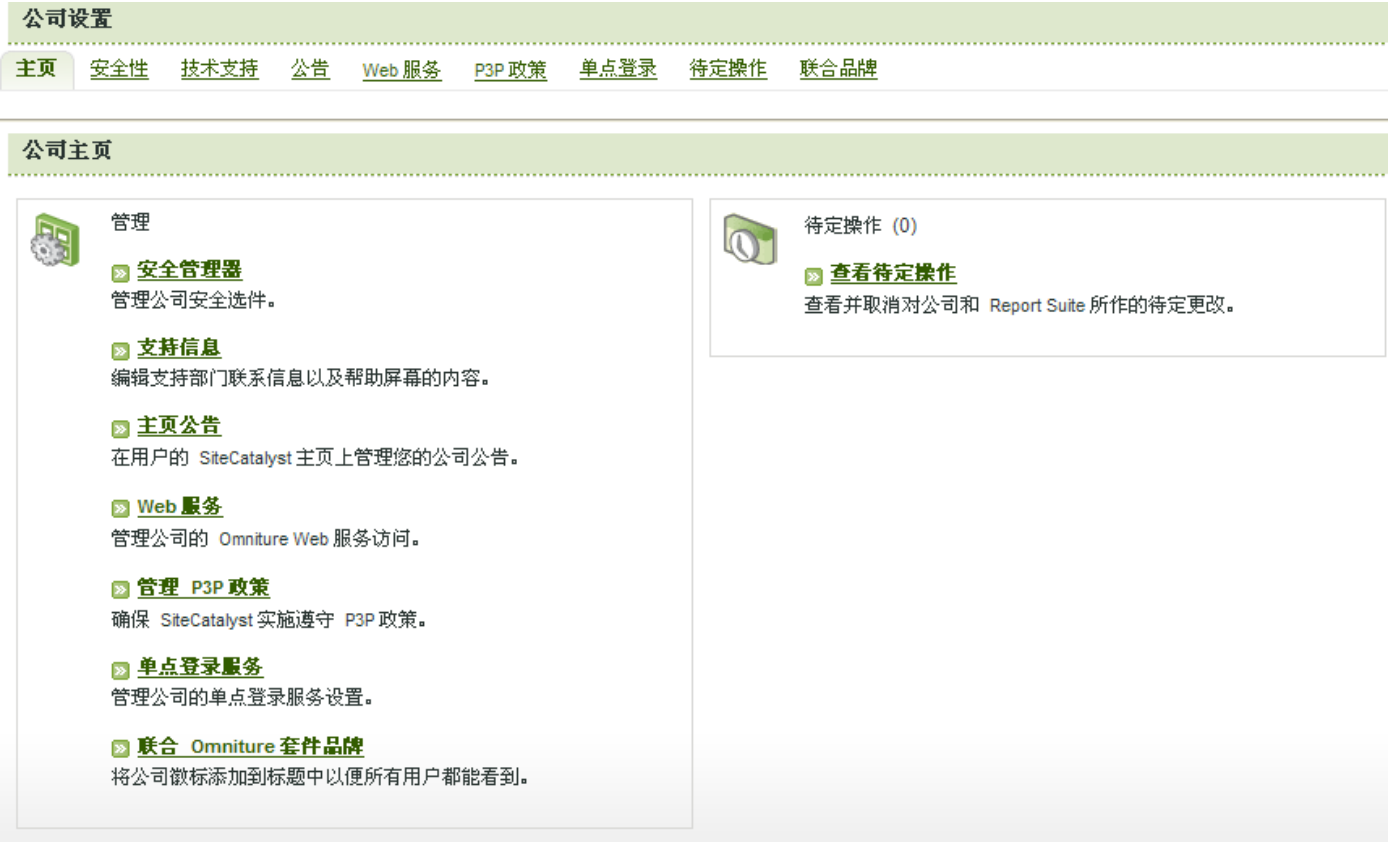 公司设置
主页 安全性 技术支持 公告 Web 服务 P3P 政策 单点登录 待定操作 联合品牌
公司主页
管理
安全管理器
管理公司安全选件。
支持信息
编辑支持部门联系信息以及帮助屏幕的内容。
主页公告
在用户的 SiteCatalyst 主页上管理您的公司公告。
Web 服务
管理公司的 Omniture Web 服务访问。
管理 P3P 政策
确保 SiteCatalyst 实施遵守 P3P 政策。
单点登录服务
管理公司的单点登录服务设置。
联合 Omniture 套件品牌
将公司徽标添加到标题中以便所有用户都能看到。
待定操作 (0)
查看待定操作
查看并取消对公司和 Report Suite 所作的待定更改。